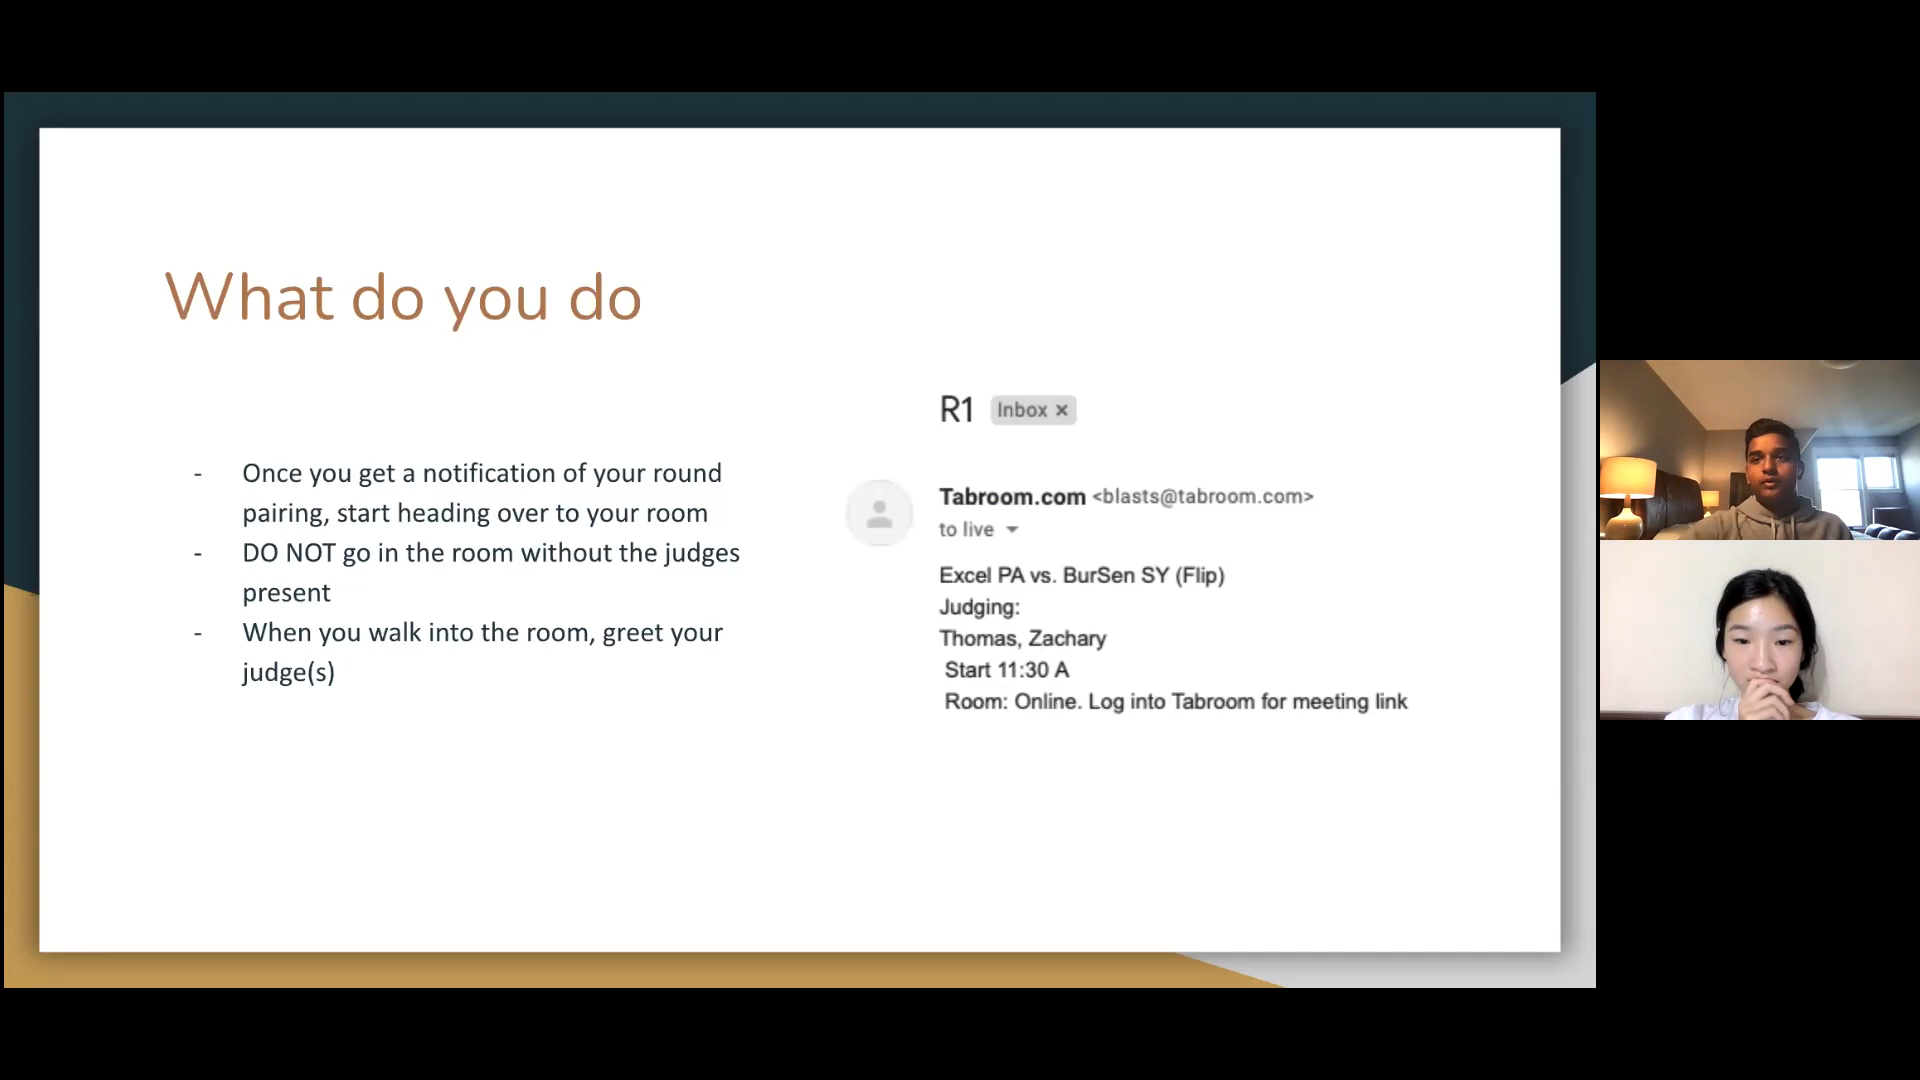 What do you do
- Once you get a notification of your round
pairing, start heading over to your room
- DO NOT go in the room without the judges
present
- When you walk into the room, greet your
judge(s)
R1 Inbox ×
Tabroom.com <blasts@tabroom.com>
to live
Excel PA vs. BurSen SY (Flip)
Judging:
Thomas, Zachary
Start 11:30 A
Room: Online. Log into Tabroom for meeting link